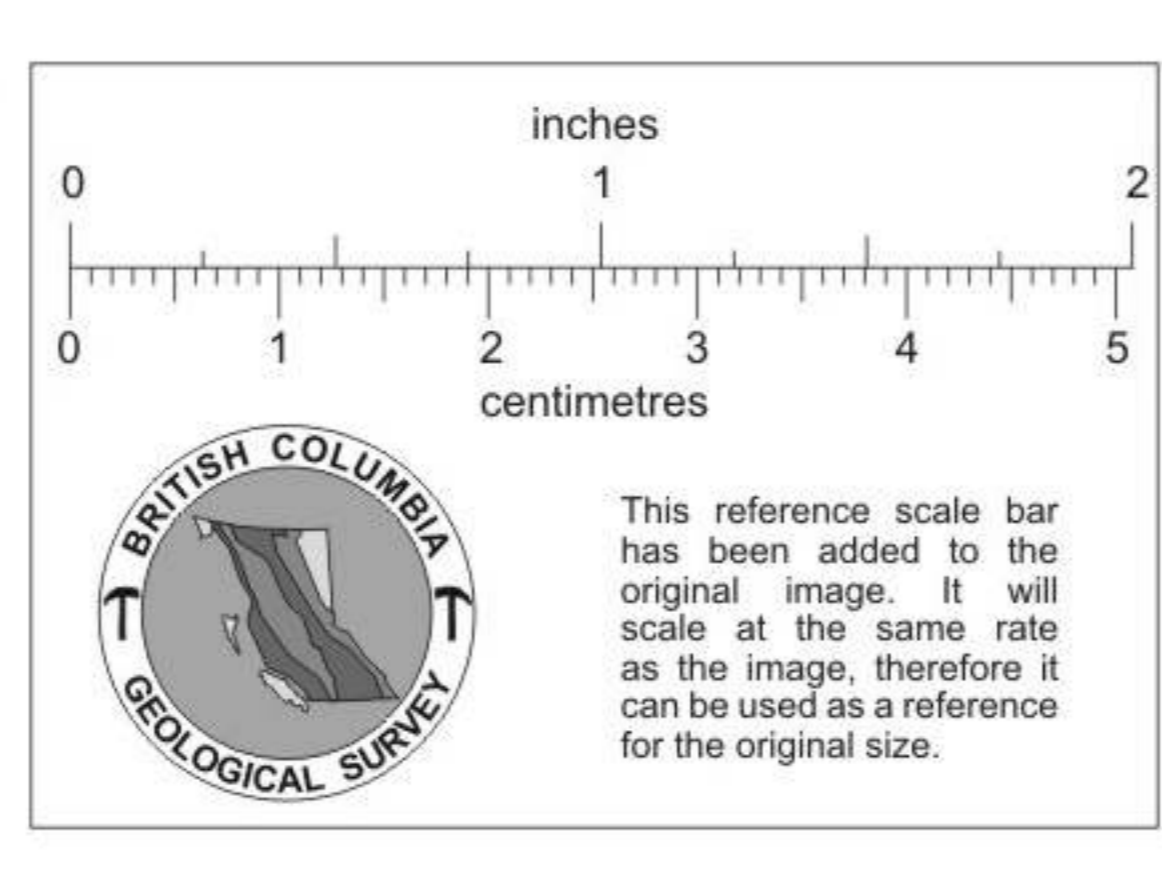 inches
0 1 2
0 1 2 3 4 5
centimetres
BRITISH COLUMBIA
GEOLOGICAL SURVEY
This reference scale bar
has been added to the
original image. It will
scale at the same rate
as the image, therefore it
can be used as a reference
for the original size.